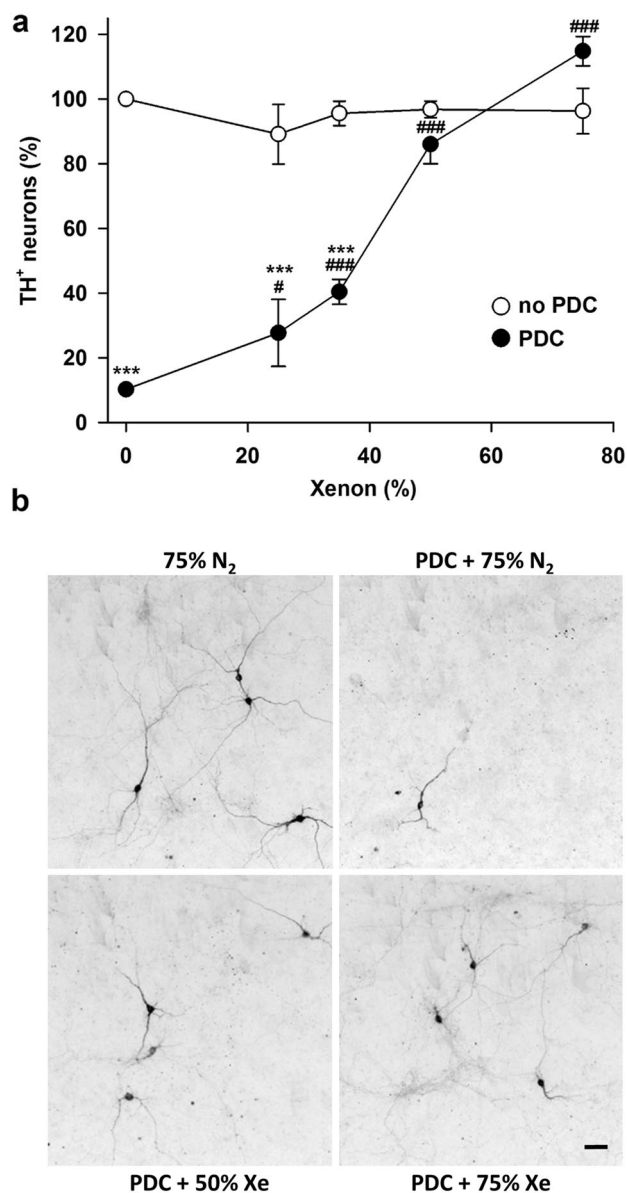 a
120
100
80
60
40
20
0
TH⁺ neurons (%)
###
###
***
###
***
#
***
no PDC
PDC
0 20 40 60 80
Xenon (%)
b
75% N₂ PDC + 75% N₂
PDC + 50% Xe PDC + 75% Xe